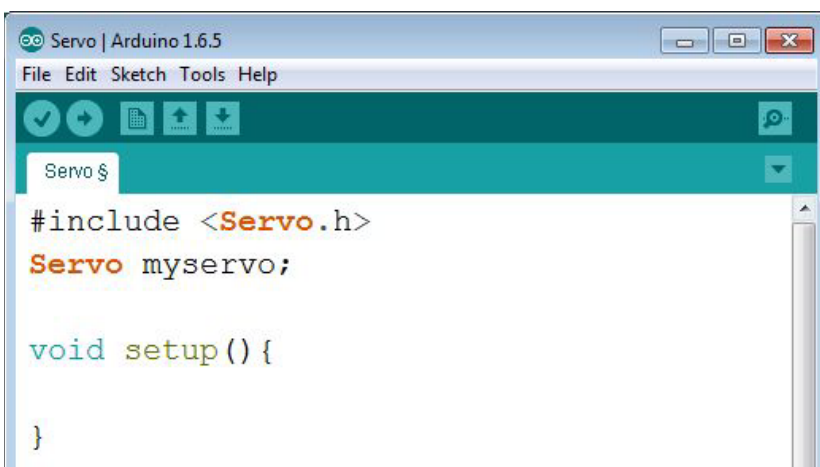 Servo | Arduino 1.6.5
File Edit Sketch Tools Help
Servo §
#include <Servo.h>
Servo myservo;
void setup(){
}